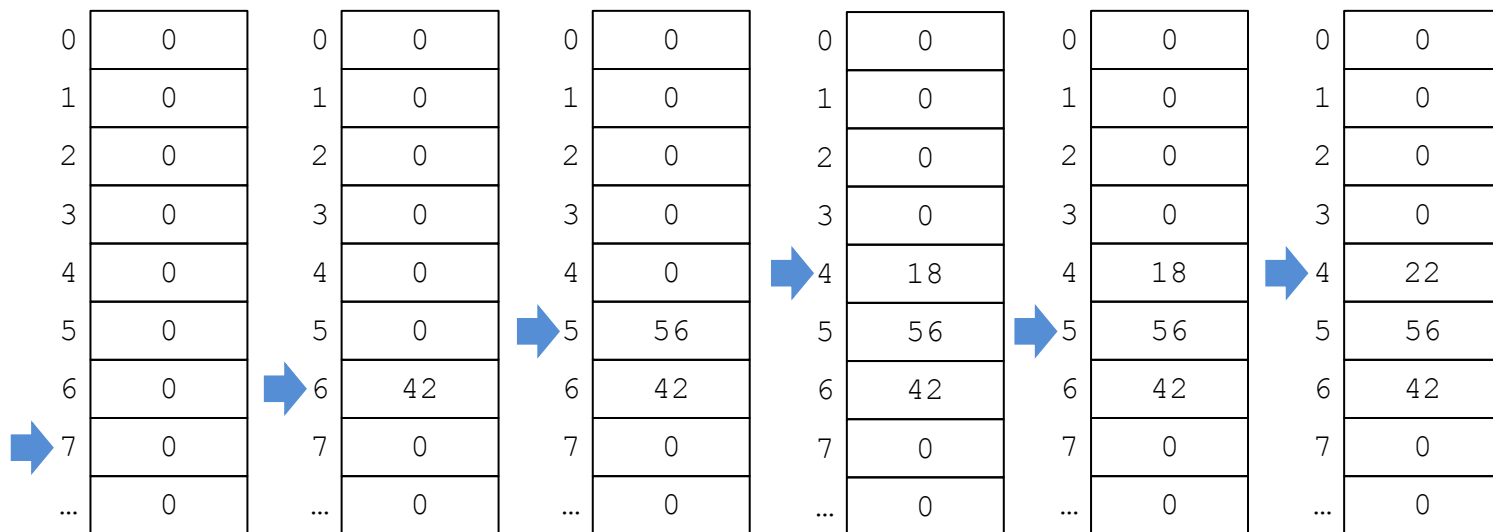 0 0 0 0 0 0 0 0 0 0 0 0
1 0 1 0 1 0 1 0 1 0 1 0
2 0 2 0 2 0 2 0 2 0 2 0
3 0 3 0 3 0 3 0 3 0 3 0
4 0 4 0 4 0 4 18 4 18 4 22
5 0 5 0 5 56 5 56 5 56 5 56
6 0 6 42 6 42 6 42 6 42 6 42
7 0 7 0 7 0 7 0 7 0 7 0
… 0 … 0 … 0 … 0 … 0 … 0